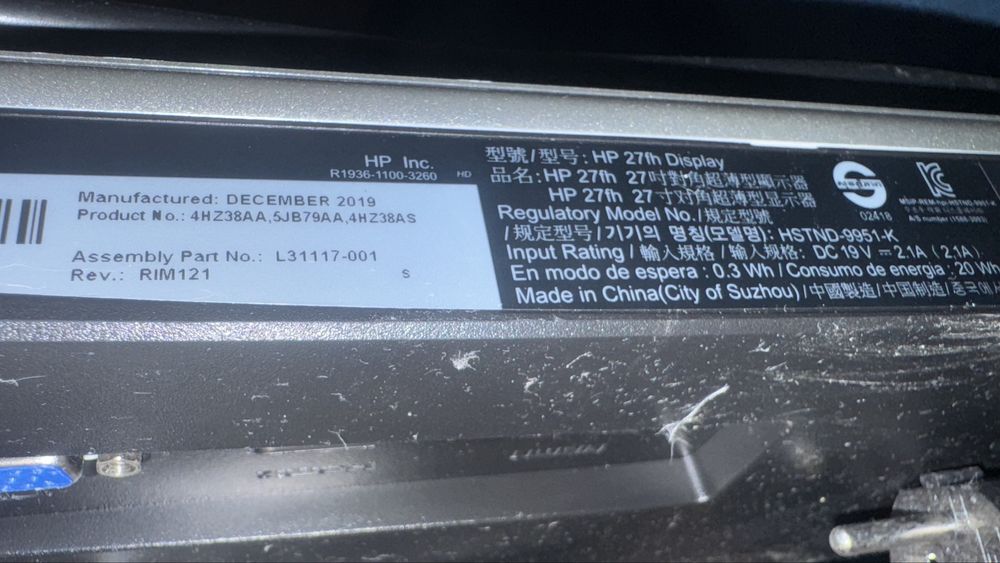 HP Inc.
R1936-1100-3260 HD
Manufactured: DECEMBER 2019
Product No.: 4HZ38AA,5JB79AA,4HZ38AS
Assembly Part No.: L31117-001
Rev.: RIM121 S
型號/型号: HP 27fh Display
品名: HP 27fh 27吋對角超薄型顯示器
HP 27fh 27寸对角超薄型显示器
Regulatory Model No./規定型號
/规定型号/기기의 명칭(모델명): HSTND-9951-K
Input Rating / 輸入規格 / 输入规格: DC 19V ⎓ 2.1A (2.1A)
En modo de espera : 0.3 Wh / Consumo de energia : 20 Wh
Made in China(City of Suzhou) / 中國製造 / 中国制造 /
02418